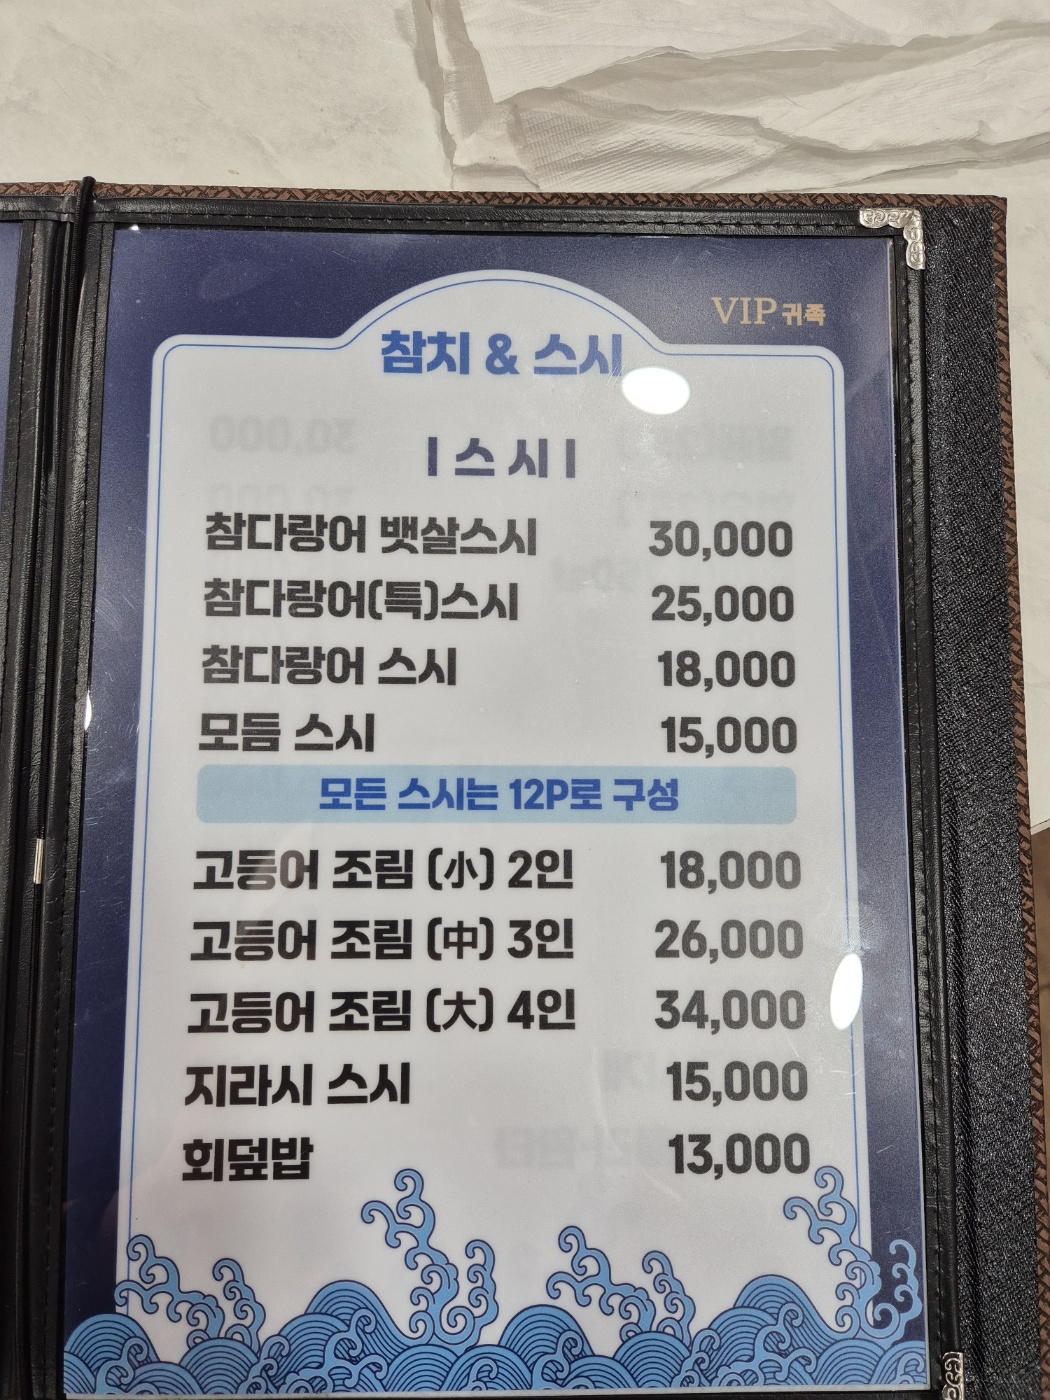 VIP귀족
참치 & 스시
| 스 시 |
참다랑어 뱃살스시 30,000
참다랑어(특)스시 25,000
참다랑어 스시 18,000
모듬 스시 15,000
모든 스시는 12P로 구성
고등어 조림 (小) 2인 18,000
고등어 조림 (中) 3인 26,000
고등어 조림 (大) 4인 34,000
지라시 스시 15,000
회덮밥 13,000